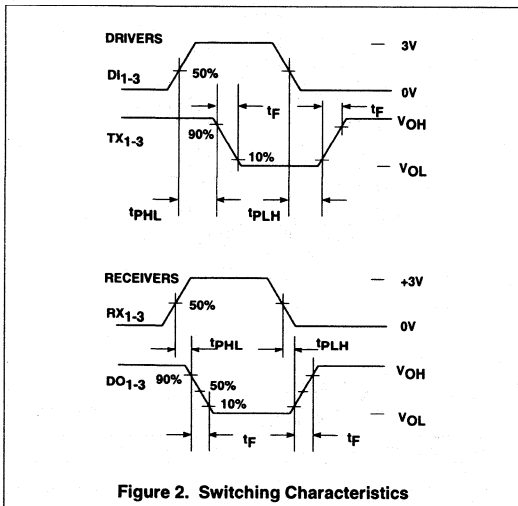 DRIVERS
3V
DI1-3
50%
0V
tF
tF
TX1-3
90%
VOH
10%
VOL
tPHL
tPLH
RECEIVERS
+3V
RX1-3
50%
0V
tPHL
tPLH
DO1-3
90%
VOH
50%
10%
VOL
tF
tF
Figure 2. Switching Characteristics